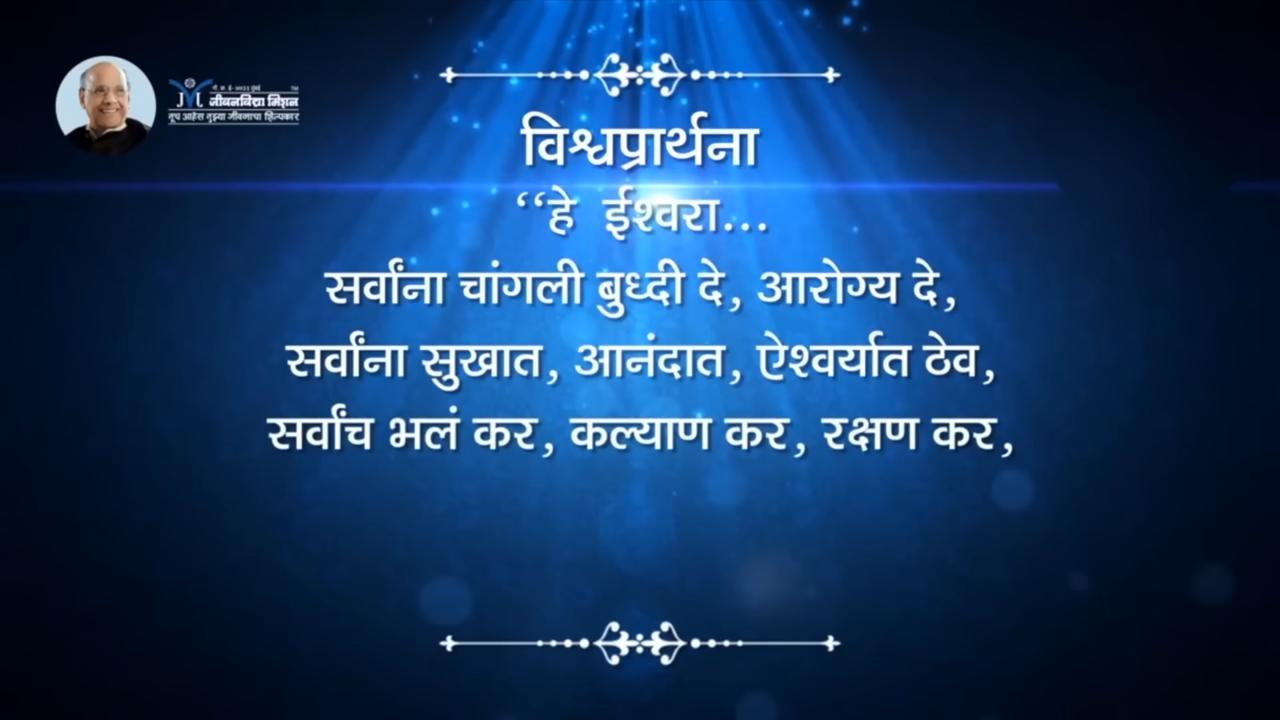 जीवनविद्या मिशन
तूच आहेस तुझ्या जीवनाचा शिल्पकार
विश्वप्रार्थना
“हे ईश्वरा...
सर्वांना चांगली बुध्दी दे, आरोग्य दे,
सर्वांना सुखात, आनंदात, ऐश्वर्यात ठेव,
सर्वांच भलं कर, कल्याण कर, रक्षण कर,